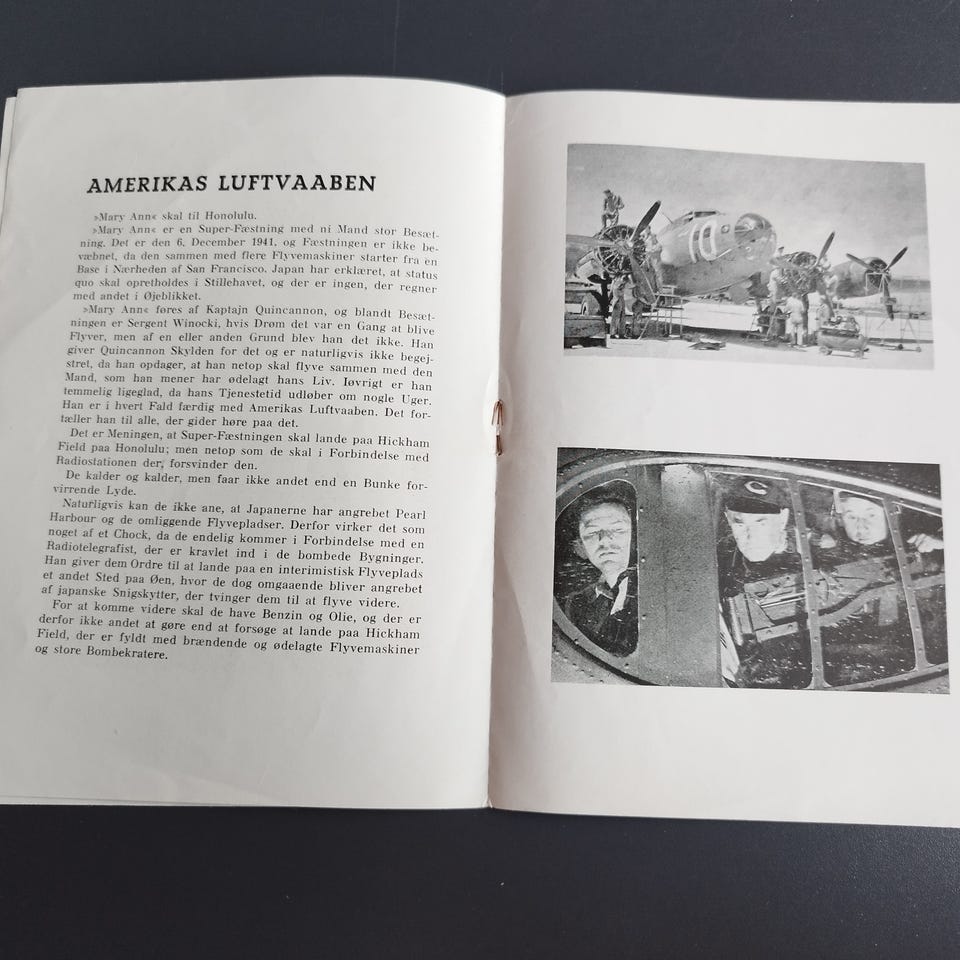 AMERIKAS LUFTVAABEN
»Mary Ann« skal til Honolulu.
»Mary Ann« er en Super-Fæstning med ni Mand stor Besæt-
ning. Det er den 6. December 1941, og Fæstningen er ikke be-
væbnet, da den sammen med flere Flyvemaskiner starter fra en
Base i Nærheden af San Francisco. Japan har erklæret, at status
quo skal opretholdes i Stillehavet, og der er ingen, der regner
med andet i Øjeblikket.
»Mary Ann« føres af Kaptajn Quincannon, og blandt Besæt-
ningen er Sergent Winocki, hvis Drøm det var en Gang at blive
Flyver, men af en eller anden Grund blev han det ikke. Han
giver Quincannon Skylden for det og er naturligvis ikke begej-
stret, da han opdager, at han netop skal flyve sammen med den
Mand, som han mener har ødelagt hans Liv. Iøvrigt er han
temmelig ligeglad, da hans Tjenestetid udløber om nogle Uger.
Han er i hvert Fald færdig med Amerikas Luftvaaben. Det for-
tæller han til alle, der gider høre paa det.
Det er Meningen, at Super-Fæstningen skal lande paa Hickham
Field paa Honolulu; men netop som de skal i Forbindelse med
Radiostationen der, forsvinder den.
De kalder og kalder, men faar ikke andet end en Bunke for-
virrende Lyde.
Naturligvis kan de ikke ane, at Japanerne har angrebet Pearl
Harbour og de omliggende Flyvepladser. Derfor virker det som
noget af et Chock, da de endelig kommer i Forbindelse med en
Radiotelegrafist, der er kravlet ind i de bombede Bygninger.
Han giver dem Ordre til at lande paa en interimistisk Flyveplads
et andet Sted paa Øen, hvor de dog omgaaende bliver angrebet
af japanske Snigskytter, der tvinger dem til at flyve videre.
For at komme videre skal de have Benzin og Olie, og der er
derfor ikke andet at gøre end at forsøge at lande paa Hickham
Field, der er fyldt med brændende og ødelagte Flyvemaskiner
og store Bombekratere.
10
C